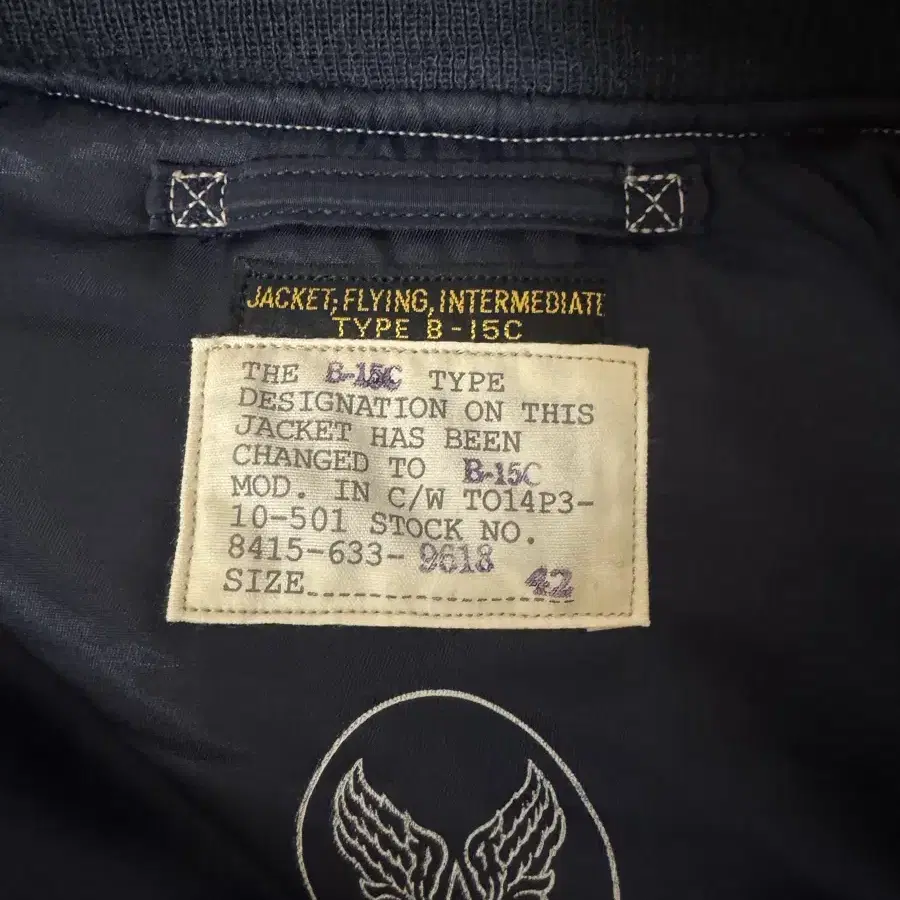 JACKET, FLYING, INTERMEDIATE
TYPE B-15C
THE B-15C TYPE
DESIGNATION ON THIS
JACKET HAS BEEN
CHANGED TO B-15C
MOD. IN C/W TO14P3-
10-501 STOCK NO.
8415-633-9618
SIZE 42